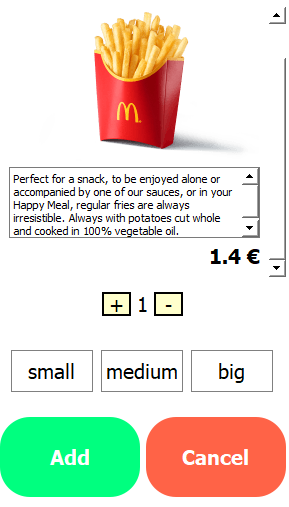 M
Perfect for a snack, to be enjoyed alone or
accompanied by one of our sauces, or in your
Happy Meal, regular fries are always
irresistible. Always with potatoes cut whole
and cooked in 100% vegetable oil.
1.4 €
+ 1 -
small medium big
Add Cancel